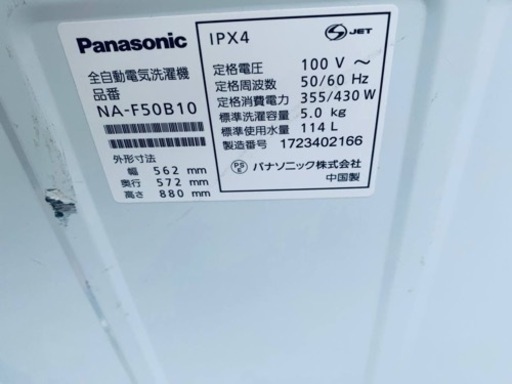 Panasonic
全自動電気洗濯機
品番
NA-F50B10
外形寸法
幅 562 mm
奥行 572 mm
高さ 880 mm
IPX4
S JET
定格電圧 100 V ～
定格周波数 50/60 Hz
定格消費電力 355/430 W
標準洗濯容量 5.0 kg
標準使用水量 114 L
製造番号 1723402166
PS E パナソニック株式会社
中国製